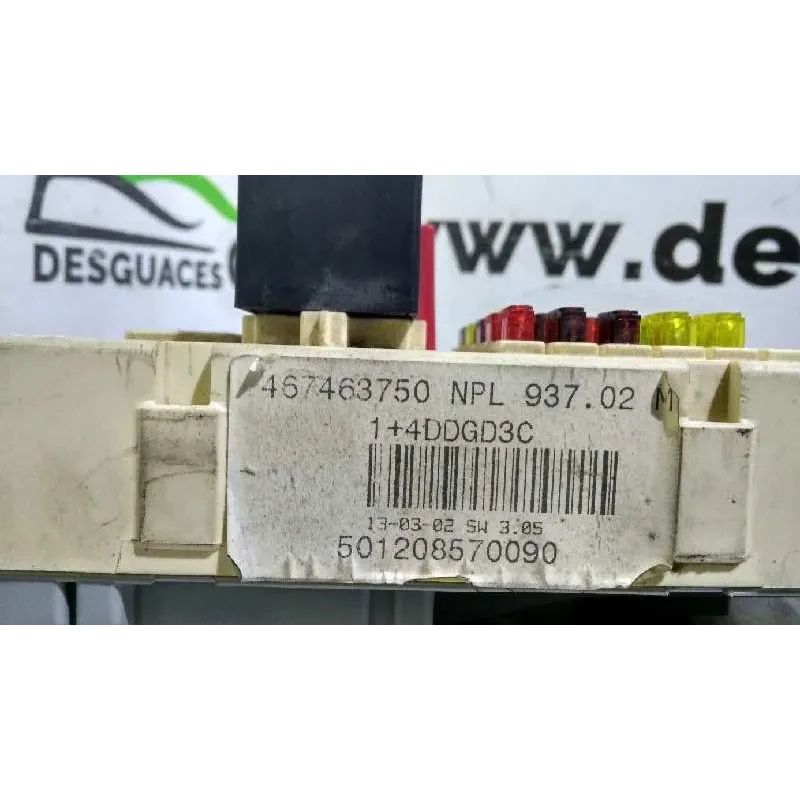 DESGUACES
www.de
467463750 NPL 937.02 M
1+4DDGD3C
13-03-02 SW 3.05
501208570090